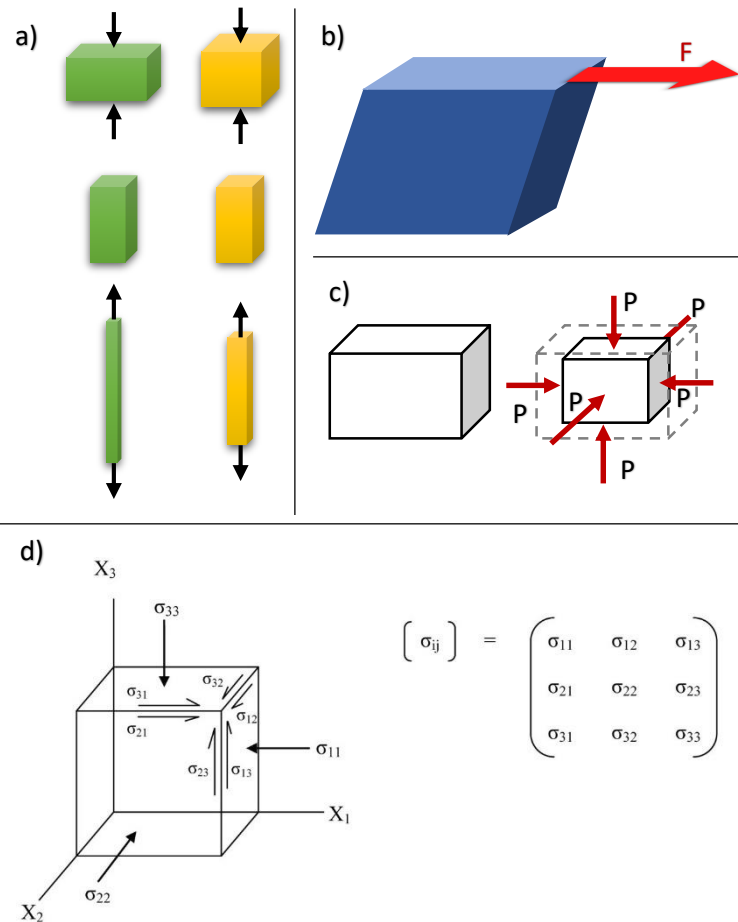 a)
b)
F
c)
P
P
P
P
P
P
d)
X₃
σ₃₃
σ₃₂
σ₃₁
σ₂₁
σ₁₂
σ₁₁
σ₂₃
σ₁₃
X₁
σ₂₂
X₂
[ σᵢⱼ ] =
σ₁₁ σ₁₂ σ₁₃
σ₂₁ σ₂₂ σ₂₃
σ₃₁ σ₃₂ σ₃₃